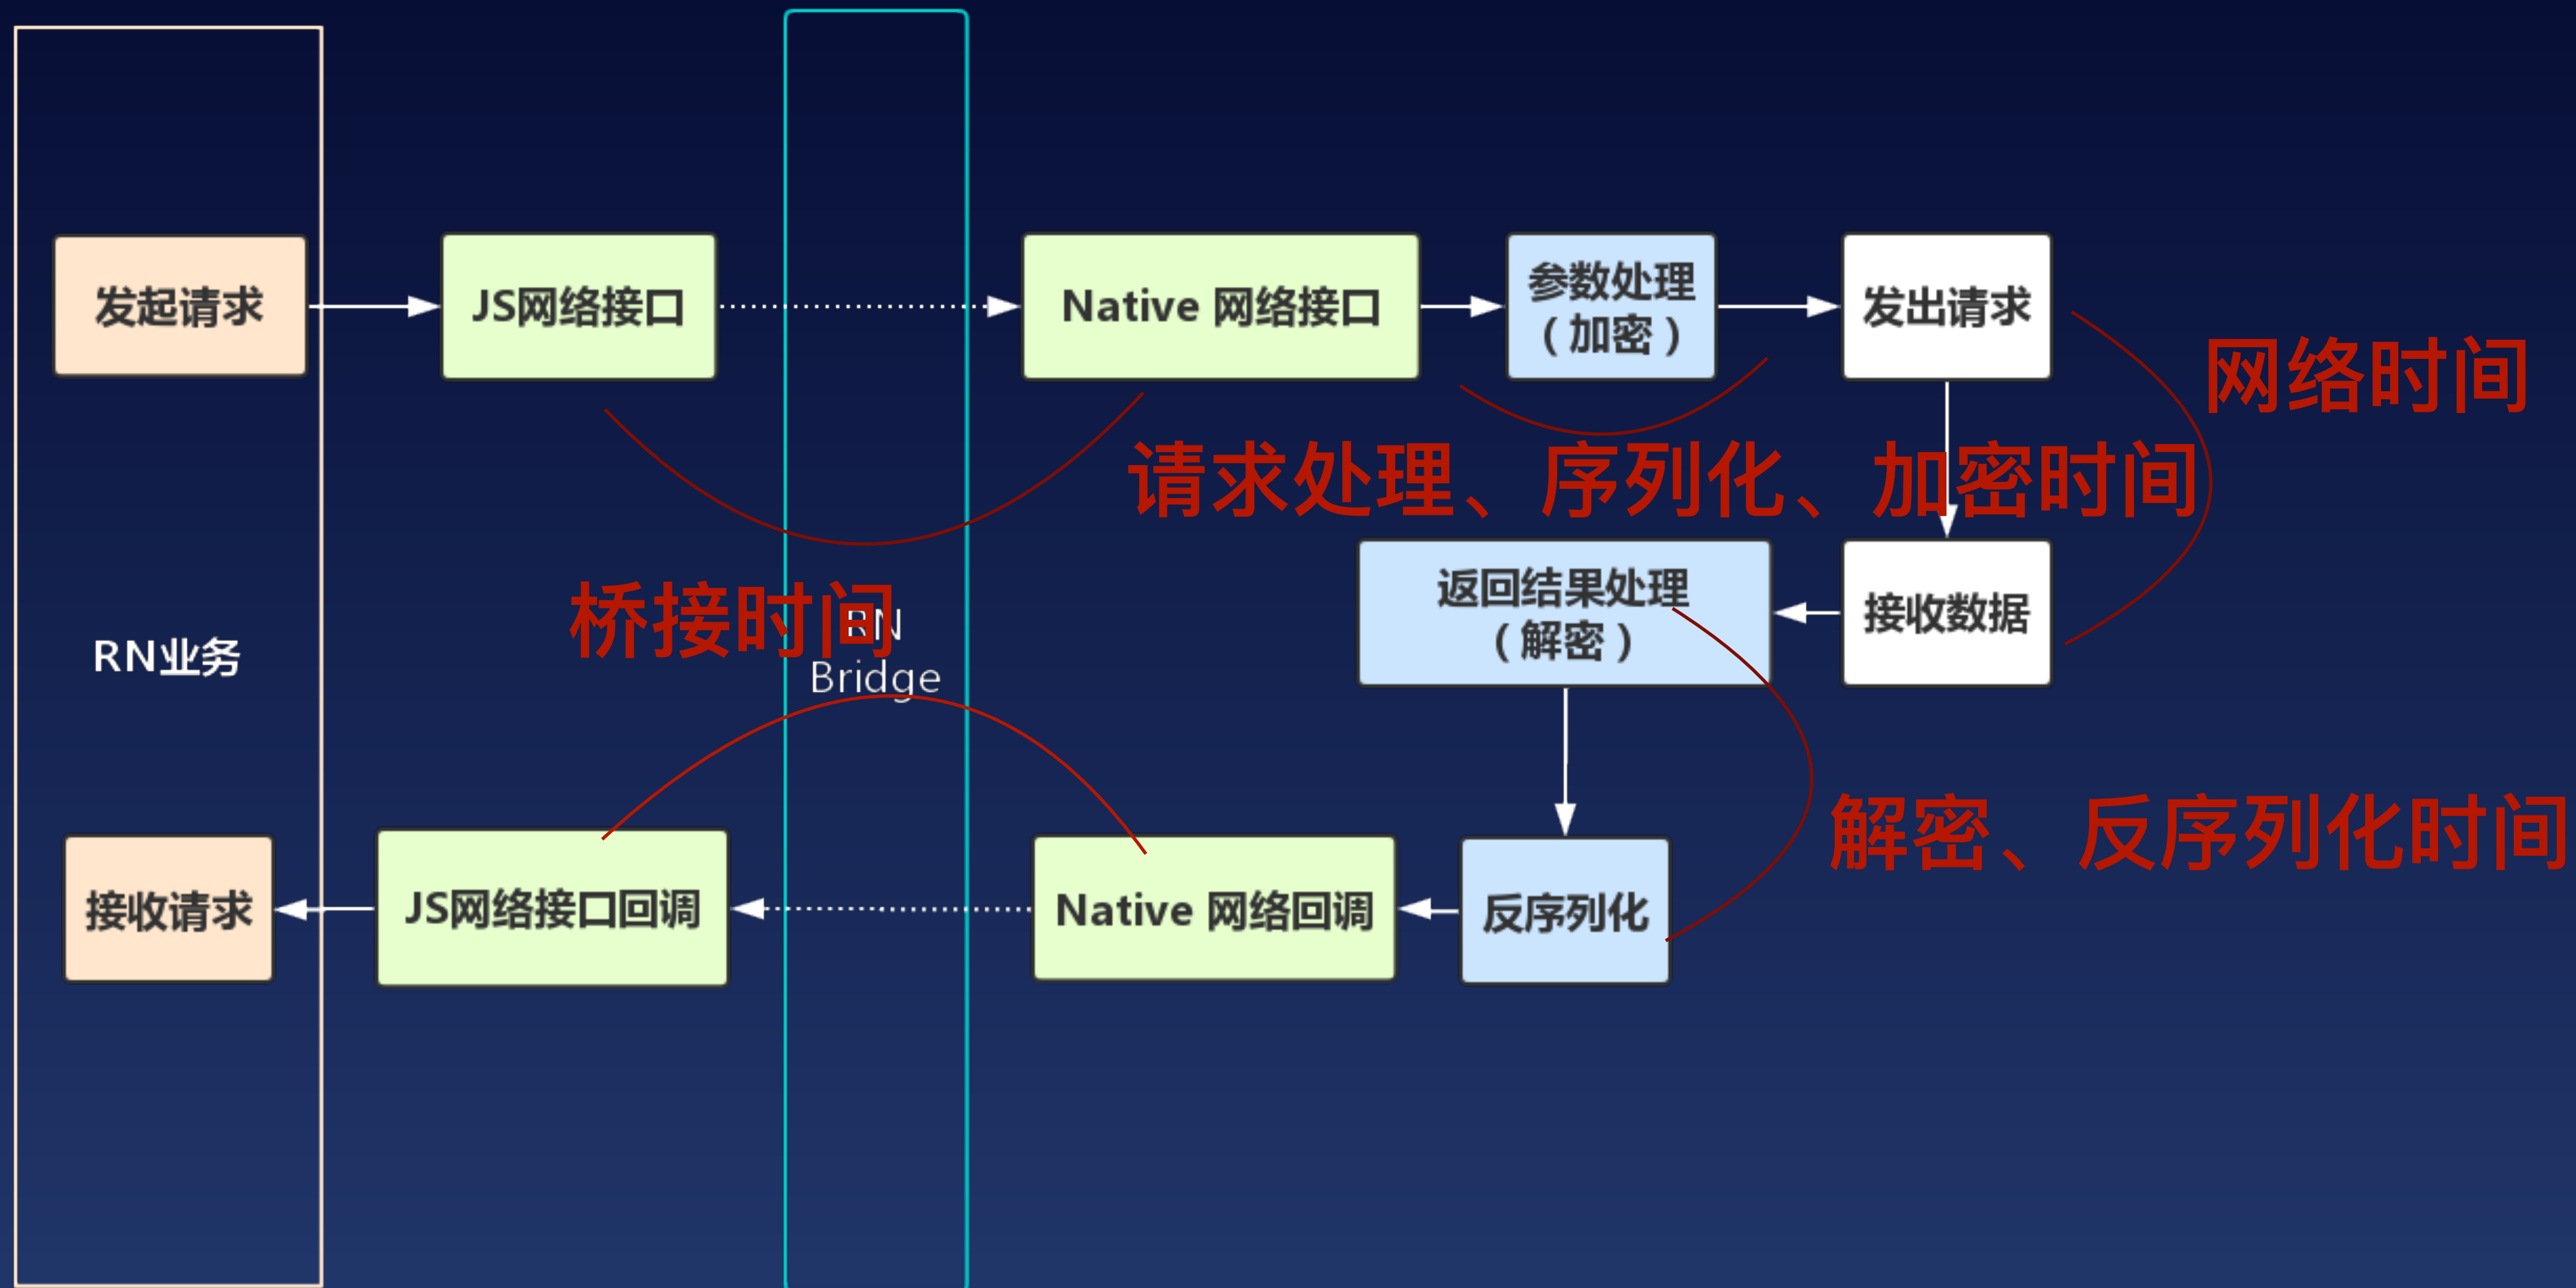 发起请求
JS网络接口
Native 网络接口
参数处理
（加密）
发出请求
网络时间
请求处理、序列化、加密时间
桥接时间
RN
Bridge
RN业务
返回结果处理
（解密）
接收数据
解密、反序列化时间
接收请求
JS网络接口回调
Native 网络回调
反序列化